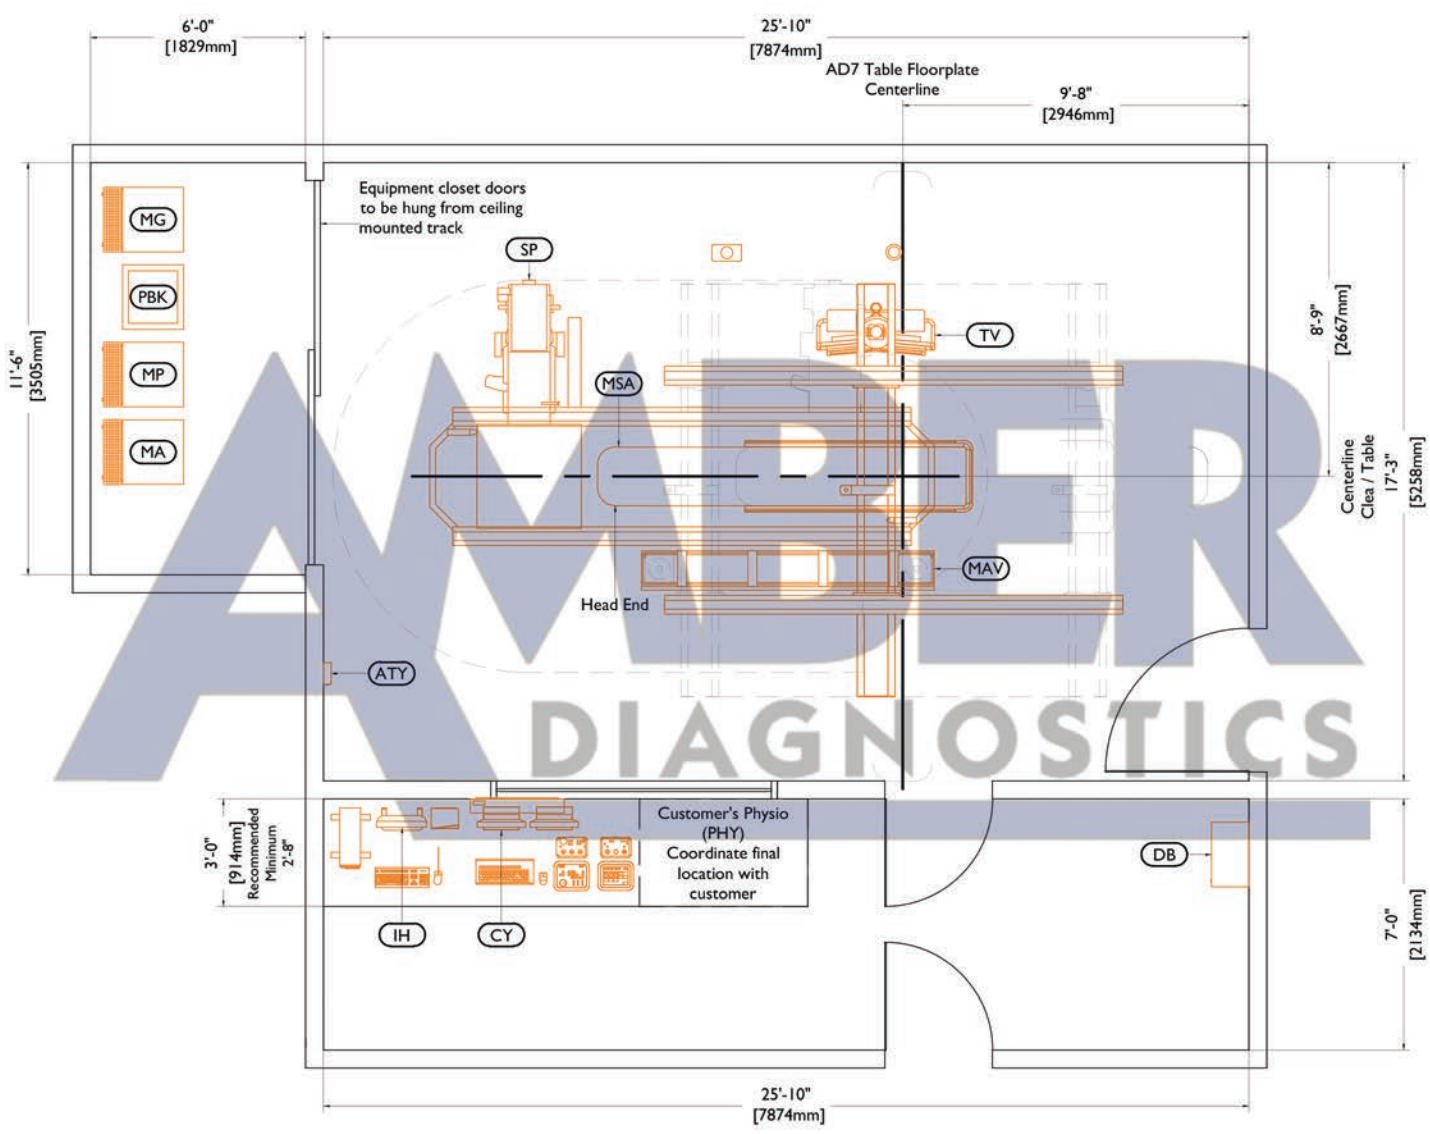 6'-0"
[1829mm]
25'-10"
[7874mm]
AD7 Table Floorplate
Centerline
9'-8"
[2946mm]
Equipment closet doors
to be hung from ceiling
mounted track
MG
SP
PBK
8'-9"
[2667mm]
TV
11'-6"
[3505mm]
MP
MSA
MA
Centerline
Clea / Table
17'-3"
[5258mm]
AMBER
MAV
Head End
ATY
DIAGNOSTICS
3'-0"
[914mm]
Recommended
Minimum
2'-8"
Customer's Physio
(PHY)
Coordinate final
location with
customer
DB
IH
CY
7'-0"
[2134mm]
25'-10"
[7874mm]